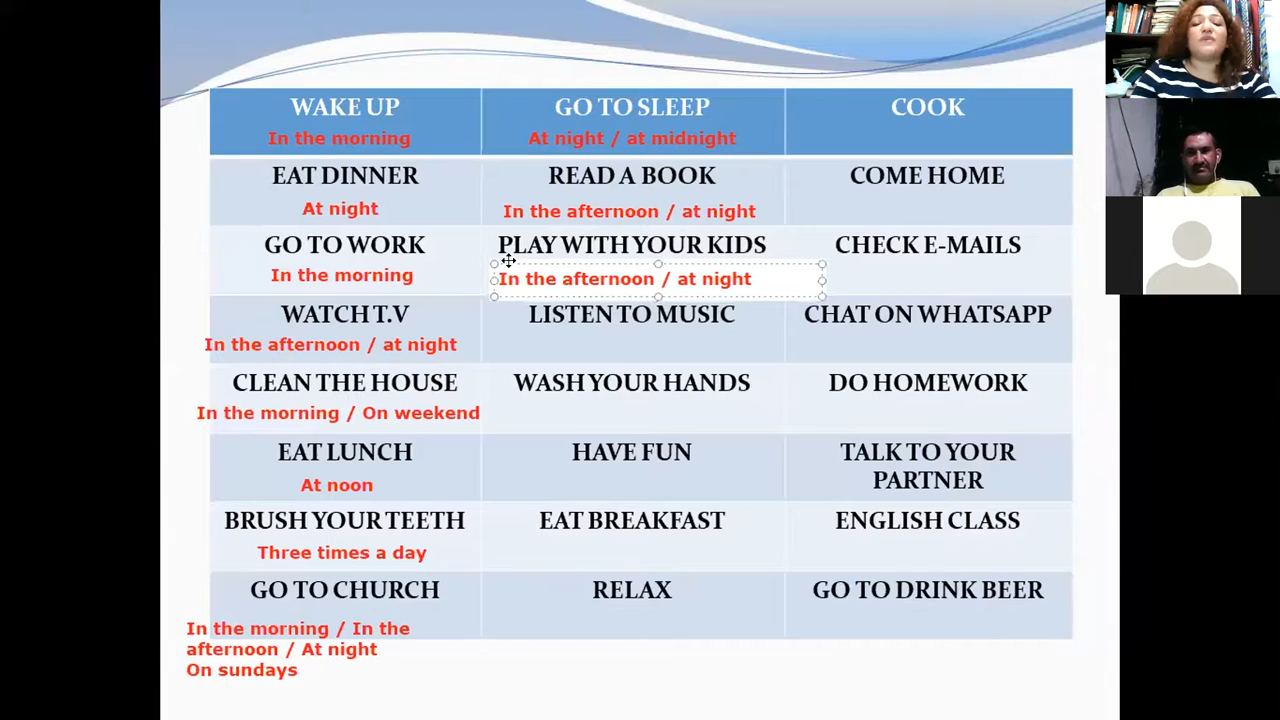 WAKE UP
GO TO SLEEP
COOK
In the morning
At night / at midnight
EAT DINNER
READ A BOOK
COME HOME
At night
In the afternoon / at night
GO TO WORK
PLAY WITH YOUR KIDS
CHECK E-MAILS
In the morning
In the afternoon / at night
WATCH T.V
LISTEN TO MUSIC
CHAT ON WHATSAPP
In the afternoon / at night
CLEAN THE HOUSE
WASH YOUR HANDS
DO HOMEWORK
In the morning / On weekend
EAT LUNCH
HAVE FUN
TALK TO YOUR
PARTNER
At noon
BRUSH YOUR TEETH
EAT BREAKFAST
ENGLISH CLASS
Three times a day
GO TO CHURCH
RELAX
GO TO DRINK BEER
In the morning / In the
afternoon / At night
On sundays